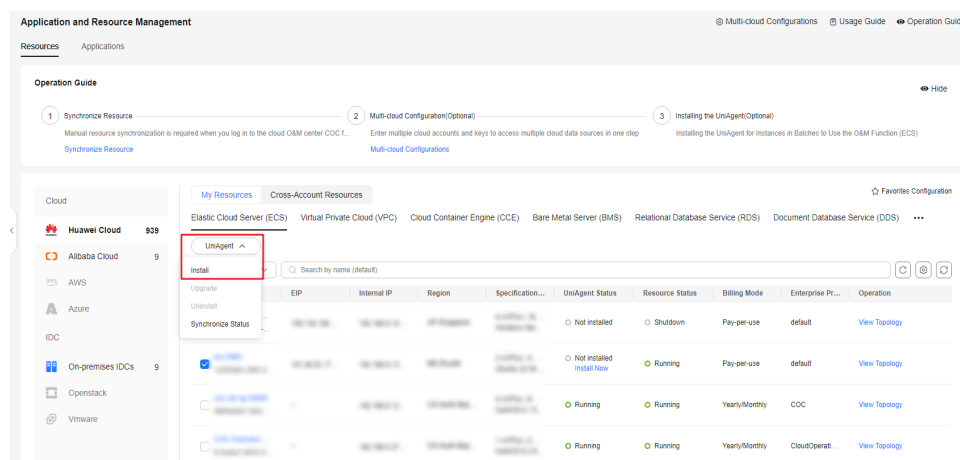 Application and Resource Management
Multi-cloud Configurations Usage Guide Operation Guid
Resources Applications
Operation Guide
Hide
1 Synchronize Resource 2 Multi-cloud Configuration(Optional) 3 Installing the UniAgent(Optional)
Manual resource synchronization is required when you log in to the cloud O&M center COC f... Enter multiple cloud accounts and keys to access multiple cloud data sources in one step Installing the UniAgent for Instances in Batches to Use the O&M Function (ECS)
Synchronize Resource Multi-cloud Configurations
My Resources Cross-Account Resources Favorites Configuration
Cloud
Elastic Cloud Server (ECS) Virtual Private Cloud (VPC) Cloud Container Engine (CCE) Bare Metal Server (BMS) Relational Database Service (RDS) Document Database Service (DDS) •••
Huawei Cloud 939
UniAgent
Alibaba Cloud 9
Install Search by name (default)
AWS
Upgrade EIP Internal IP Region Specification... UniAgent Status Resource Status Billing Mode Enterprise Pr... Operation
Azure
Uninstall
Synchronize Status Not installed Shutdown Pay-per-use default View Topology
IDC
On-premises IDCs 9
Not installed Running Pay-per-use default View Topology
Install Now
Openstack
Running Running Yearly/Monthly COC View Topology
Vmware
Running Running Yearly/Monthly CloudOperati... View Topology